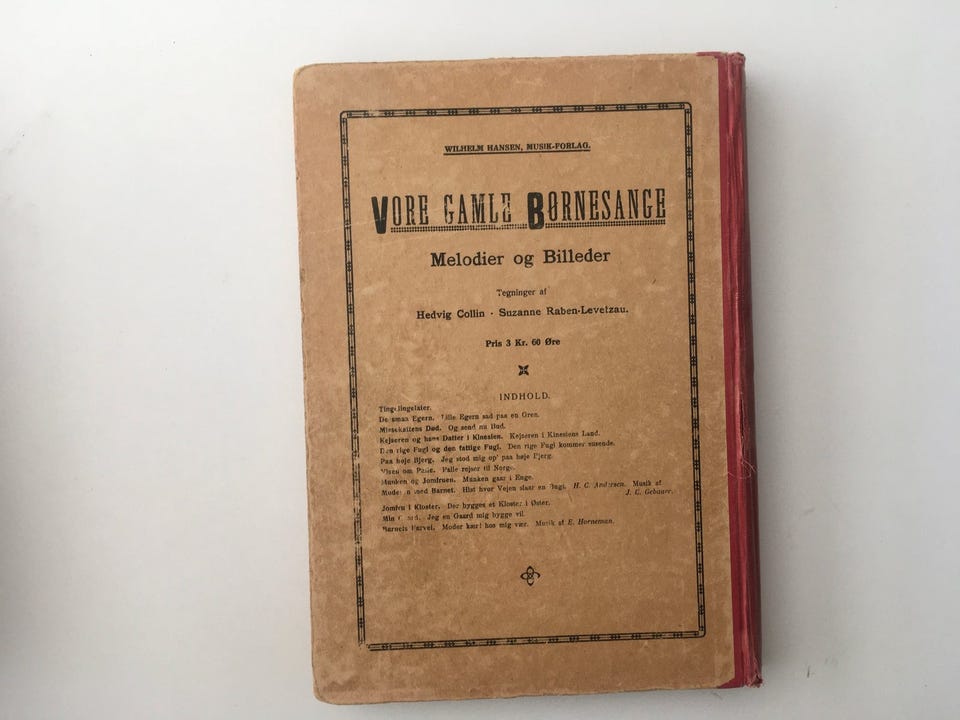 WILHELM HANSEN, MUSIK-FORLAG.
VORE GAMLE BØRNESANGE
Melodier og Billeder
Tegninger af
Hedvig Collin · Suzanne Raben-Levetzau.
Pris 3 Kr. 60 Øre
INDHOLD.
Tingelingelater.
De smaa Egern. Lille Egern sad paa en Gren.
Missekattens Død. Og send nu Bud.
Kejseren og hans Datter i Kinesien. Kejseren i Kinesiens Land.
Den rige Fugl og den fattige Fugl. Den rige Fugl kommer susende.
Paa høje Bjerg. Jeg stod mig op' paa høje Bjerg.
Visen om Palle. Palle rejser til Norge.
Munken og Jomfruen. Munken gaar i Enge.
Moderen med Barnet. Hist hvor Vejen slaar en Bugt. H. C. Andersen. Musik af
J. C. Gebauer.
Jomfru i Kloster. Der bygges et Kloster i Øster.
Min Gaard. Jeg en Gaard mig bygge vil.
Barnets Farvel. Moder kært hos mig vær. Musik af E. Horneman.